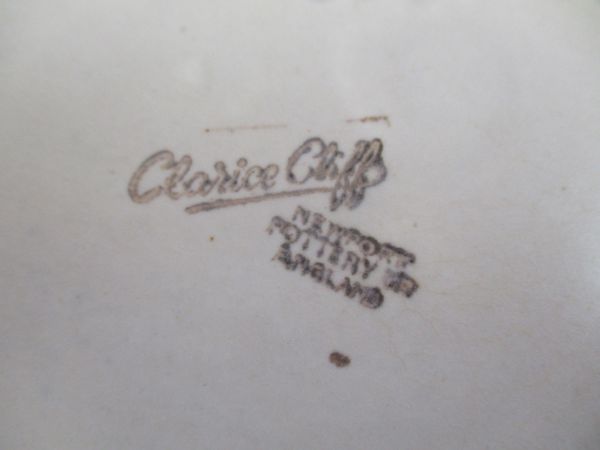 Clarice Cliff
NEWPORT
POTTERY
ENGLAND